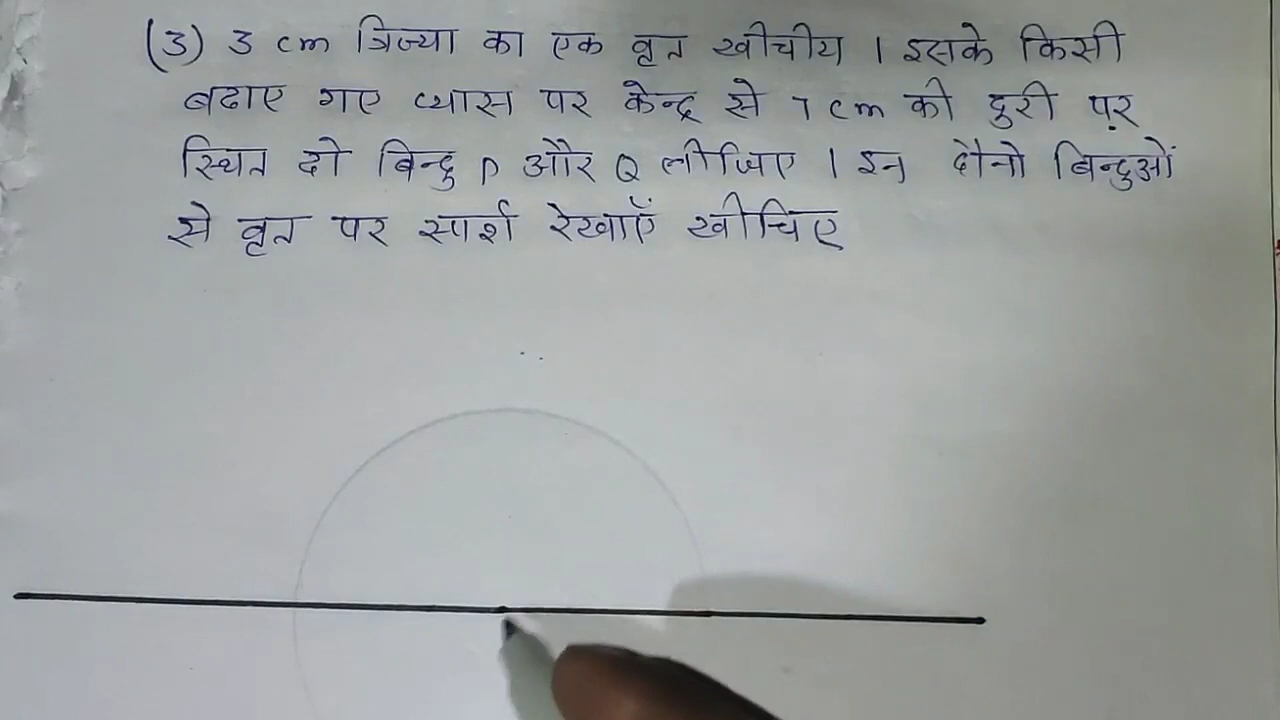 (3) 3 cm त्रिज्या का एक वृत खीचीय । इसके किसी
बढाए गए व्यास पर केन्द्र से 7 cm की दुरी पर
स्थित दो बिन्दु P और Q लीजिए । इन दोनो बिन्दुओं
से वृत पर स्पर्श रेखाएँ खीचिए